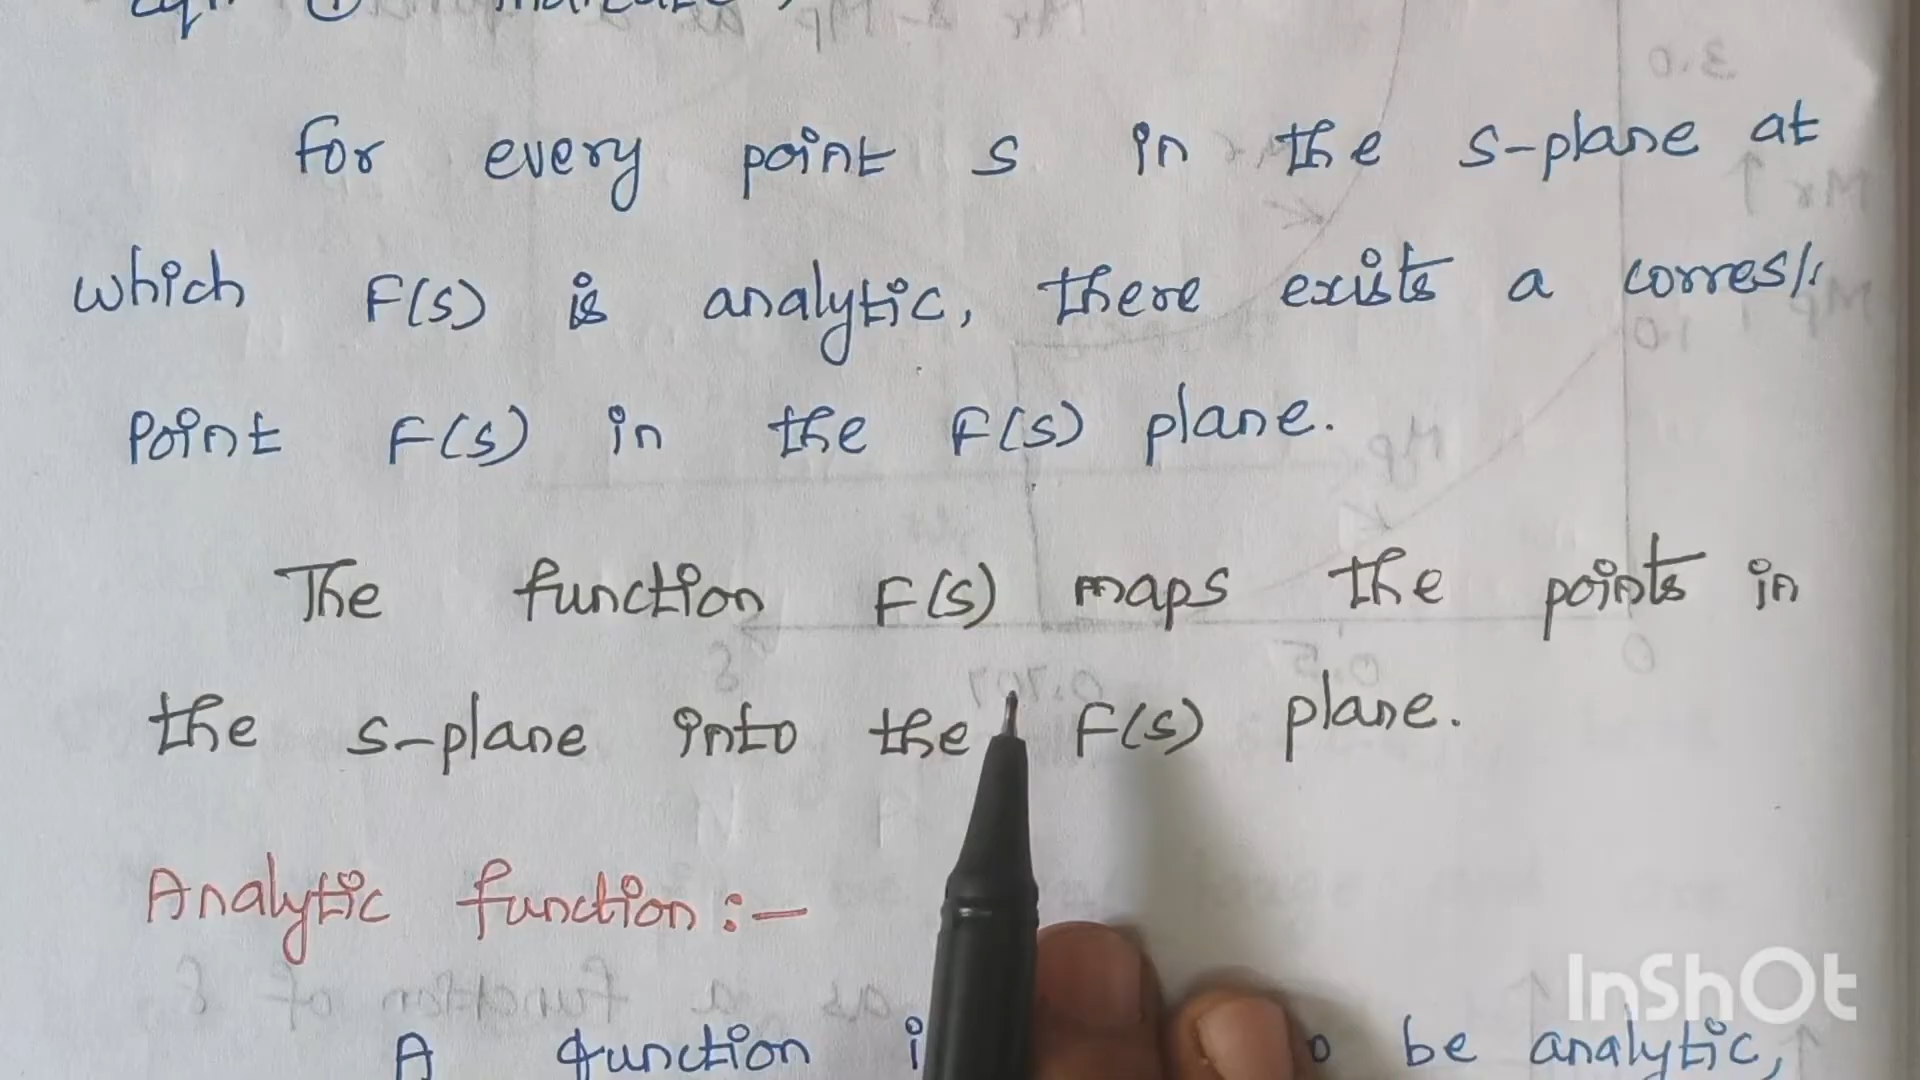 For every point s in the s-plane at
which F(s) is analytic, there exists a corres/.
Point F(s) in the F(s) plane.
The function F(s) maps the points in
the s-plane into the F(s) plane.
Analytic function :-
A function be analytic,
InShOt